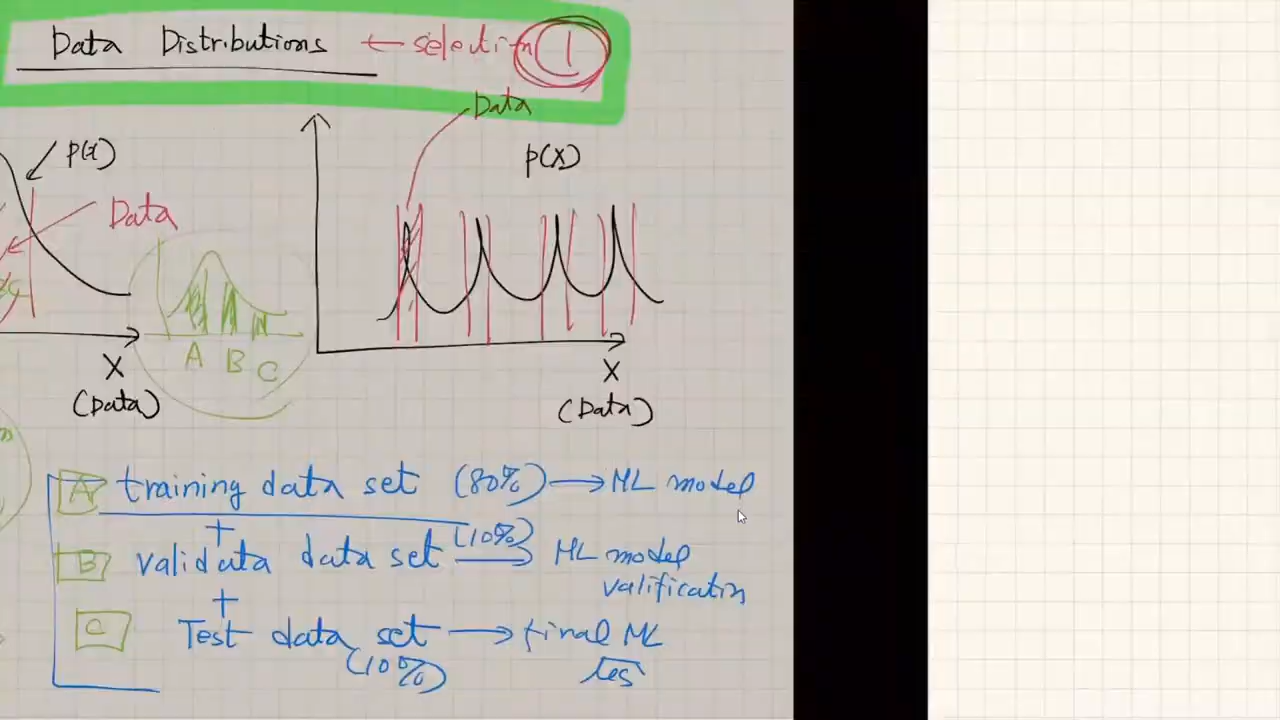 Data Distributions ← selection 1
Data
p(x)
p(X)
Data
A B C
X
(Data)
X
(Data)
A training data set (80%) → ML model
+
B validata data set (10%) → ML model
valification
+
C Test data set → final ML
(10%) Tes